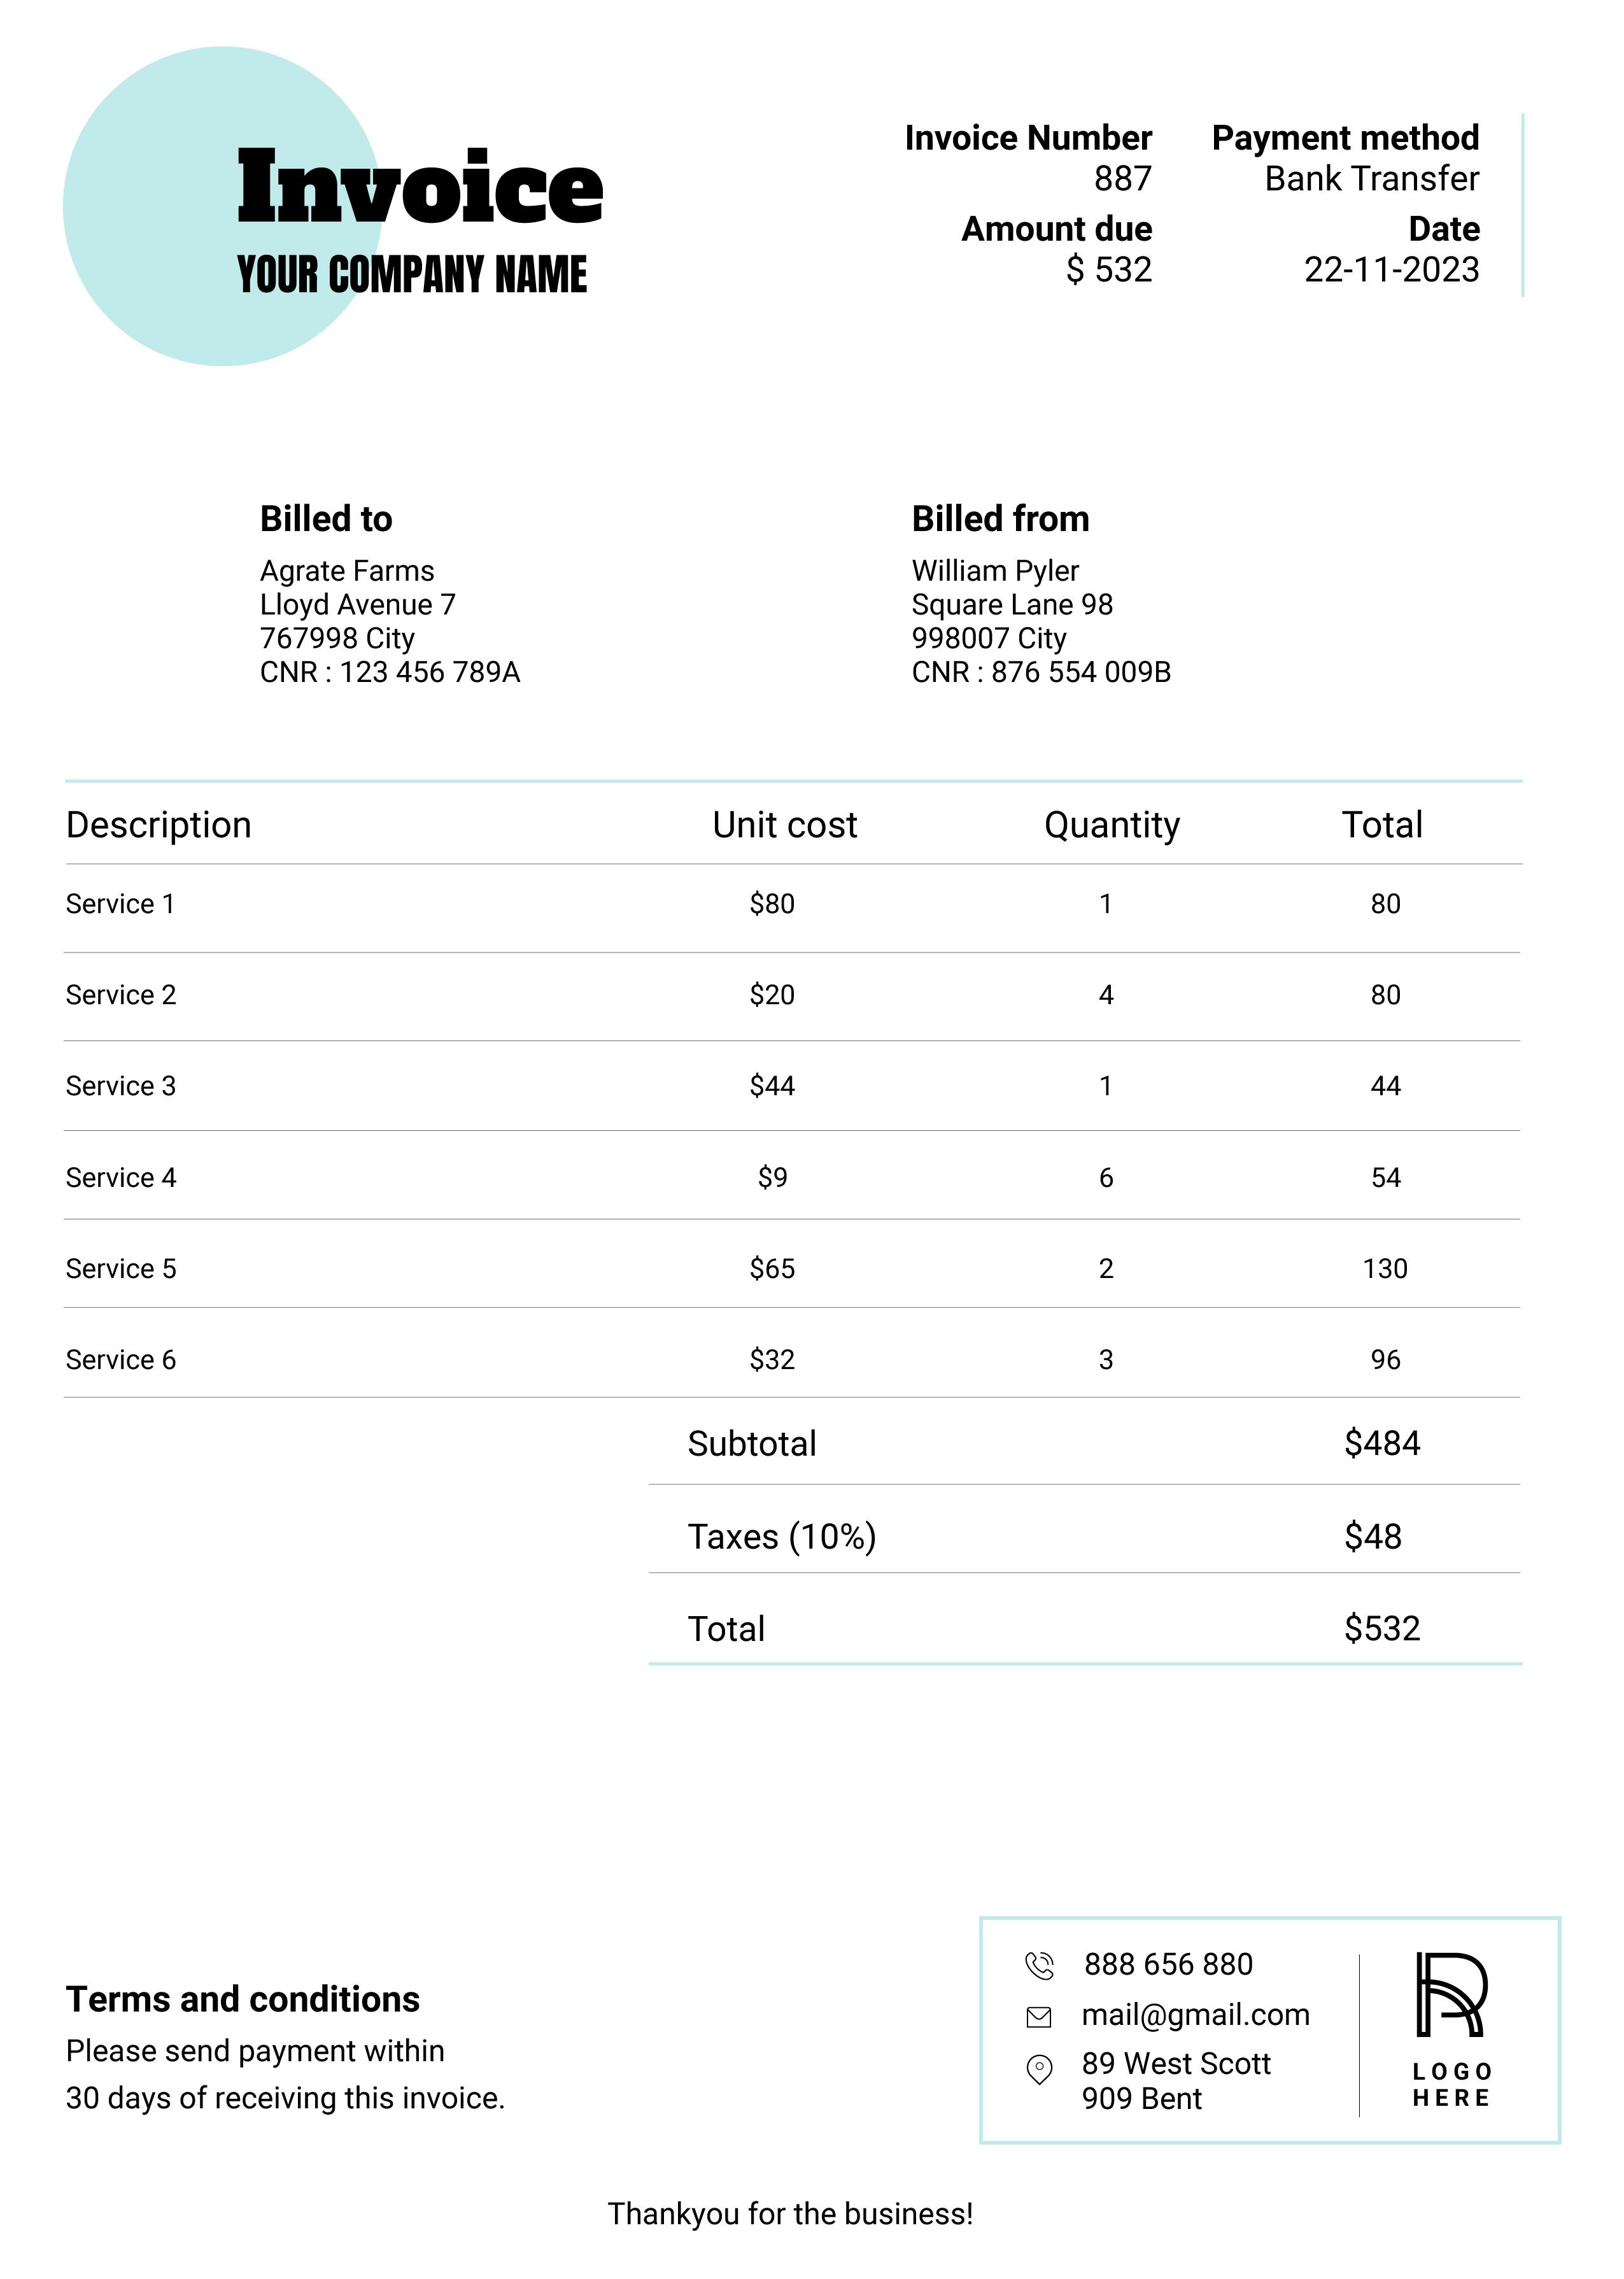 Invoice
YOUR COMPANY NAME
Invoice Number
887
Amount due
$ 532
Payment method
Bank Transfer
Date
22-11-2023
Billed to
Agrate Farms
Lloyd Avenue 7
767998 City
CNR : 123 456 789A
Billed from
William Pyler
Square Lane 98
998007 City
CNR : 876 554 009B
Description Unit cost Quantity Total
Service 1 $80 1 80
Service 2 $20 4 80
Service 3 $44 1 44
Service 4 $9 6 54
Service 5 $65 2 130
Service 6 $32 3 96
Subtotal $484
Taxes (10%) $48
Total $532
Terms and conditions
Please send payment within
30 days of receiving this invoice.
888 656 880
mail@gmail.com
89 West Scott
909 Bent
LOGO
HERE
Thankyou for the business!